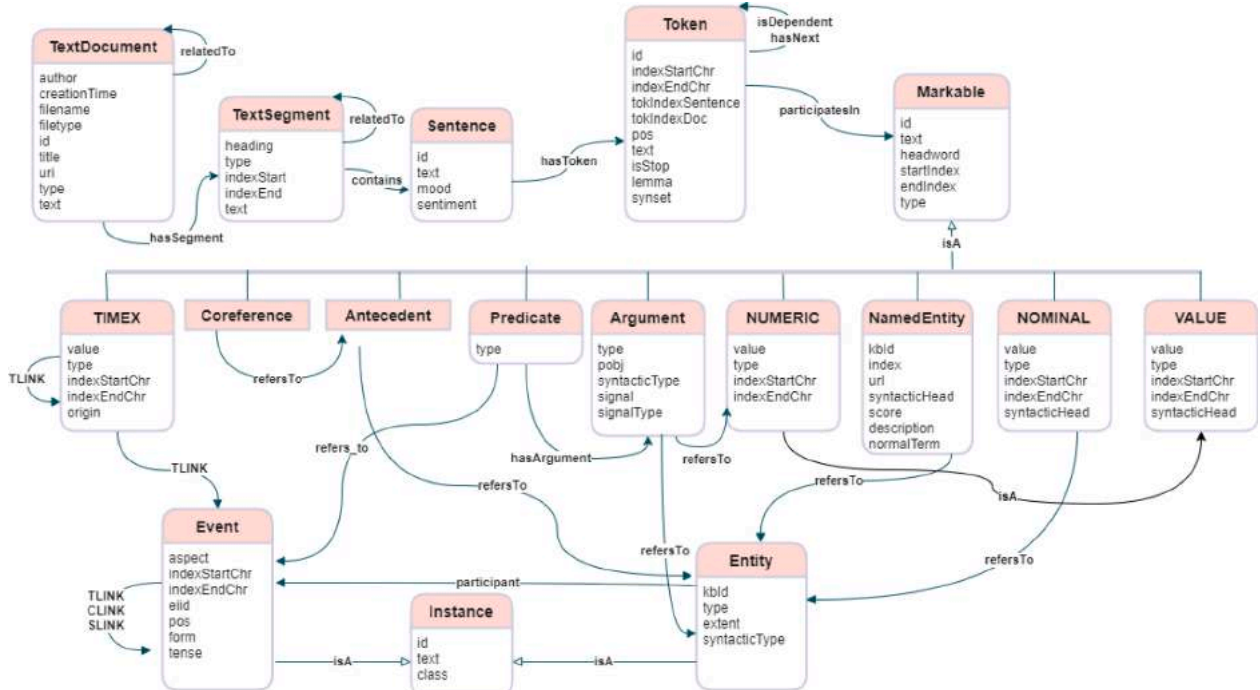 TextDocument
author
creationTime
filename
filetype
id
title
uri
type
text
relatedTo
hasSegment
TextSegment
heading
type
indexStart
indexEnd
text
relatedTo
contains
Sentence
id
text
mood
sentiment
hasToken
Token
id
indexStartChr
indexEndChr
tokIndexSentence
tokIndexDoc
pos
text
isStop
lemma
synset
isDependent
hasNext
participatesIn
Markable
id
text
headword
startIndex
endIndex
type
isA
TIMEX
value
type
indexStartChr
indexEndChr
origin
TLINK
TLINK
Coreference
refersTo
Antecedent
refersTo
Predicate
type
refers_to
hasArgument
Argument
type
pobj
syntacticType
signal
signalType
refersTo
refersTo
NUMERIC
value
type
indexStartChr
indexEndChr
isA
NamedEntity
kbId
index
url
syntacticHead
score
description
normalTerm
refersTo
NOMINAL
value
type
indexStartChr
indexEndChr
syntacticHead
refersTo
VALUE
value
type
indexStartChr
indexEndChr
syntacticHead
Event
aspect
indexStartChr
indexEndChr
eiid
pos
form
tense
TLINK
CLINK
SLINK
participant
isA
Instance
id
text
class
isA
Entity
kbId
type
extent
syntacticType